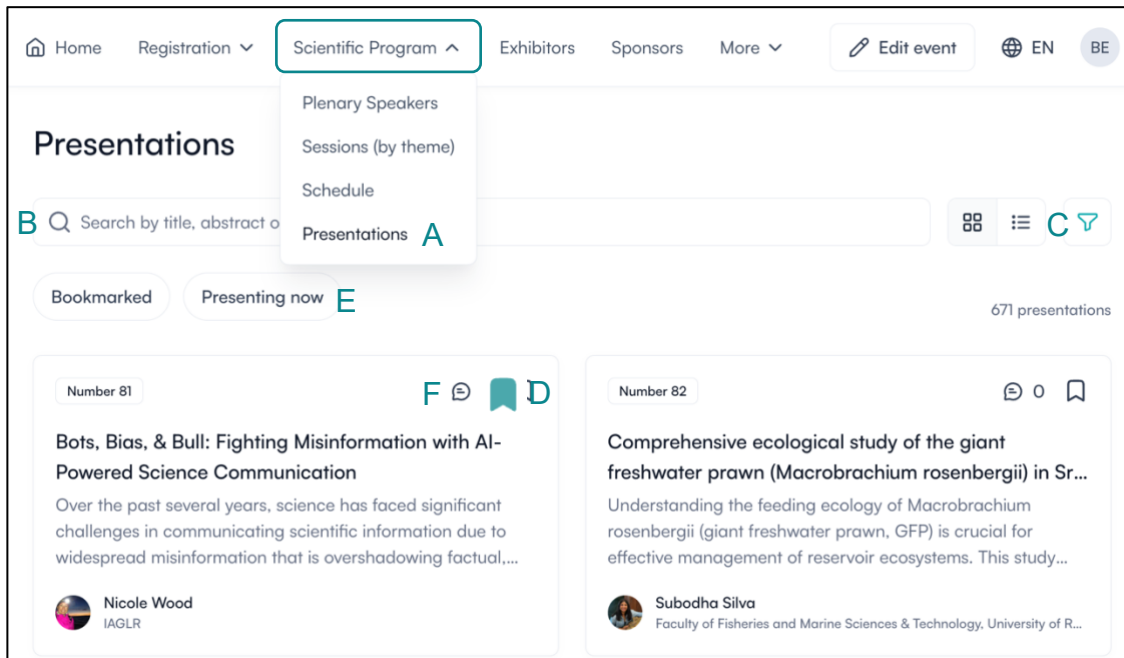 Home Registration Scientific Program Exhibitors Sponsors More Edit event EN BE
Plenary Speakers
Sessions (by theme)
Schedule
Presentations A
Presentations
B Search by title, abstract o C
Bookmarked Presenting now E
671 presentations
Number 81 F D
Bots, Bias, & Bull: Fighting Misinformation with AI-
Powered Science Communication
Over the past several years, science has faced significant
challenges in communicating scientific information due to
widespread misinformation that is overshadowing factual,...
Nicole Wood
IAGLR
Number 82 0
Comprehensive ecological study of the giant
freshwater prawn (Macrobrachium rosenbergii) in Sr...
Understanding the feeding ecology of Macrobrachium
rosenbergii (giant freshwater prawn, GFP) is crucial for
effective management of reservoir ecosystems. This study...
Subodha Silva
Faculty of Fisheries and Marine Sciences & Technology, University of R...